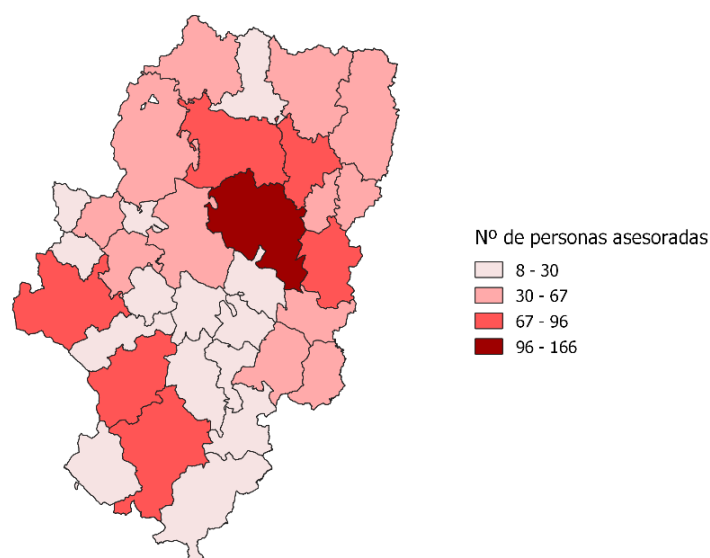 Nº de personas asesoradas
8 - 30
30 - 67
67 - 96
96 - 166